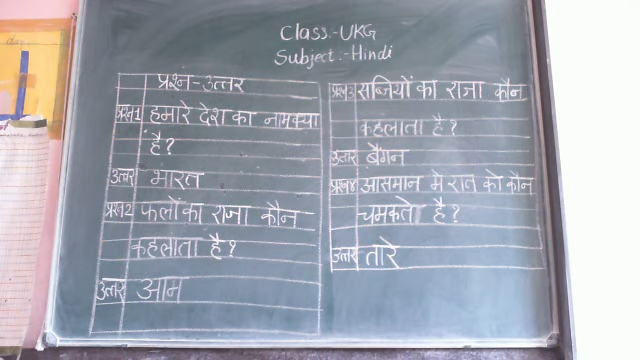 Class:-UKG
Subject:-Hindi
प्रश्न-उत्तर
प्रश्न1 हमारे देश का नाम क्या
है?
उत्तर भारत
प्रश्न2 फलों का राजा कौन
कहलाता है?
उत्तर आम
प्रश्न3 सब्जियों का राजा कौन
कहलाता है?
उत्तर बैंगन
प्रश्न4 आसमान मे रात को कौन
चमकते है?
उत्तर तारे